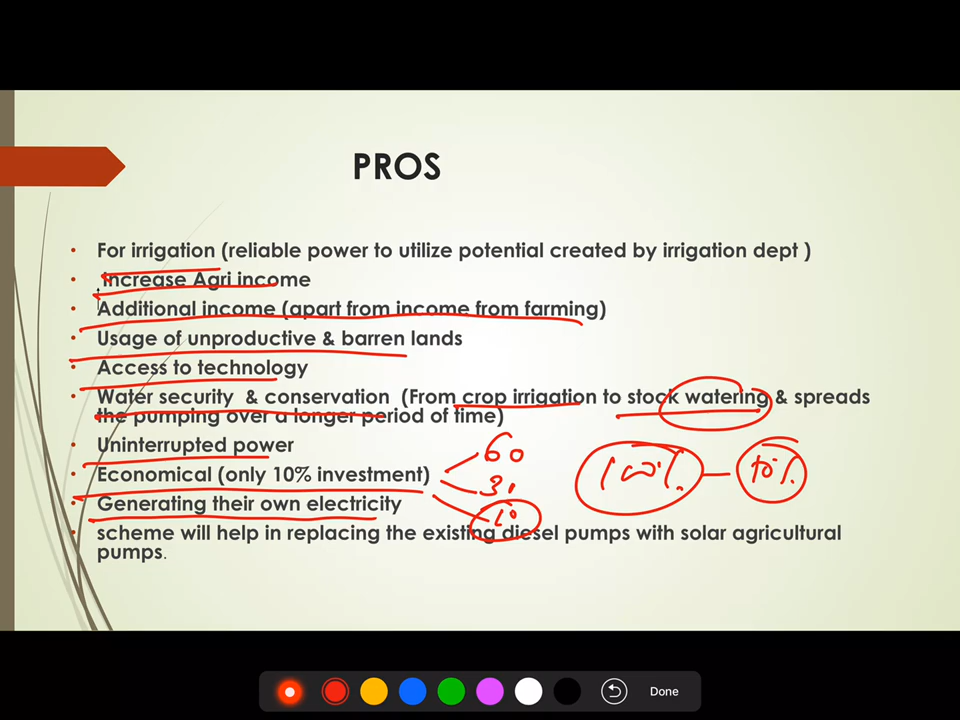 PROS
• For irrigation (reliable power to utilize potential created by irrigation dept )
• Increase Agri income
• Additional income (apart from income from farming)
• Usage of unproductive & barren lands
• Access to technology
• Water security & conservation (From crop irrigation to stock watering & spreads
the pumping over a longer period of time)
• Uninterrupted power
• Economical (only 10% investment)
60
30
10
100% — 10%
• Generating their own electricity
• scheme will help in replacing the existing diesel pumps with solar agricultural
pumps.
Done